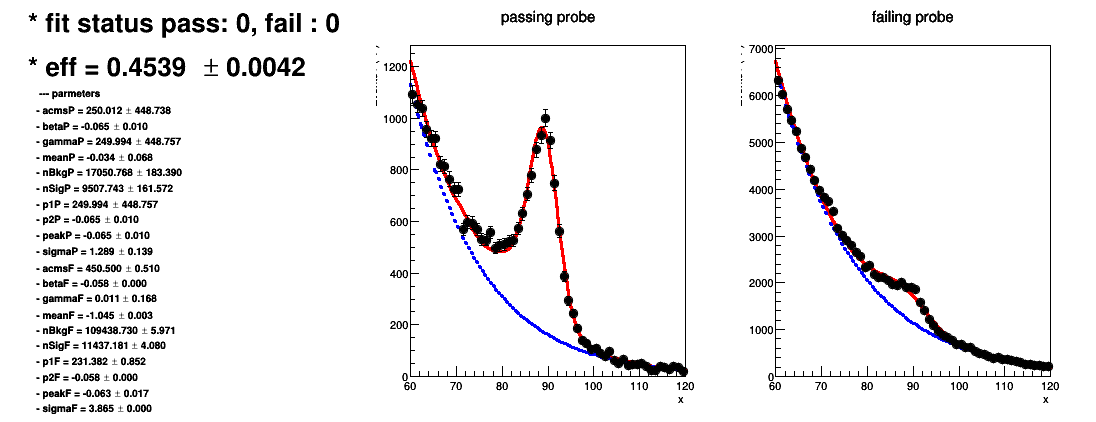 * fit status pass: 0, fail : 0
* eff = 0.4539 ± 0.0042
--- parmeters
- acmsP = 250.012 ± 448.738
- betaP = -0.065 ± 0.010
- gammaP = 249.994 ± 448.757
- meanP = -0.034 ± 0.068
- nBkgP = 17050.768 ± 183.390
- nSigP = 9507.743 ± 161.572
- p1P = 249.994 ± 448.757
- p2P = -0.065 ± 0.010
- peakP = -0.065 ± 0.010
- sigmaP = 1.289 ± 0.139
- acmsF = 450.500 ± 0.510
- betaF = -0.058 ± 0.000
- gammaF = 0.011 ± 0.168
- meanF = -1.045 ± 0.003
- nBkgF = 109438.730 ± 5.971
- nSigF = 11437.181 ± 4.080
- p1F = 231.382 ± 0.852
- p2F = -0.058 ± 0.000
- peakF = -0.063 ± 0.017
- sigmaF = 3.865 ± 0.000
passing probe
1200
1000
800
600
400
200
0
60 70 80 90 100 110 120
x
failing probe
7000
6000
5000
4000
3000
2000
1000
0
60 70 80 90 100 110 120
x